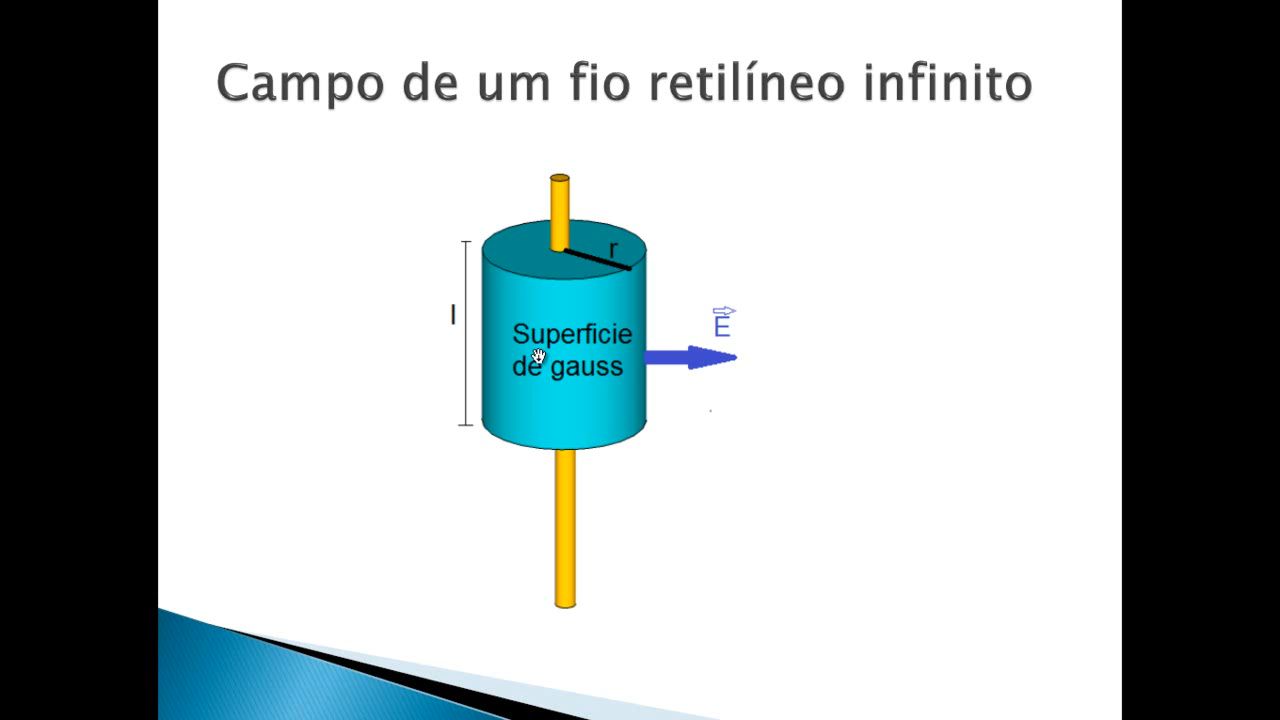 Campo de um fio retilíneo infinito
r
l
E
Superficie
de gauss